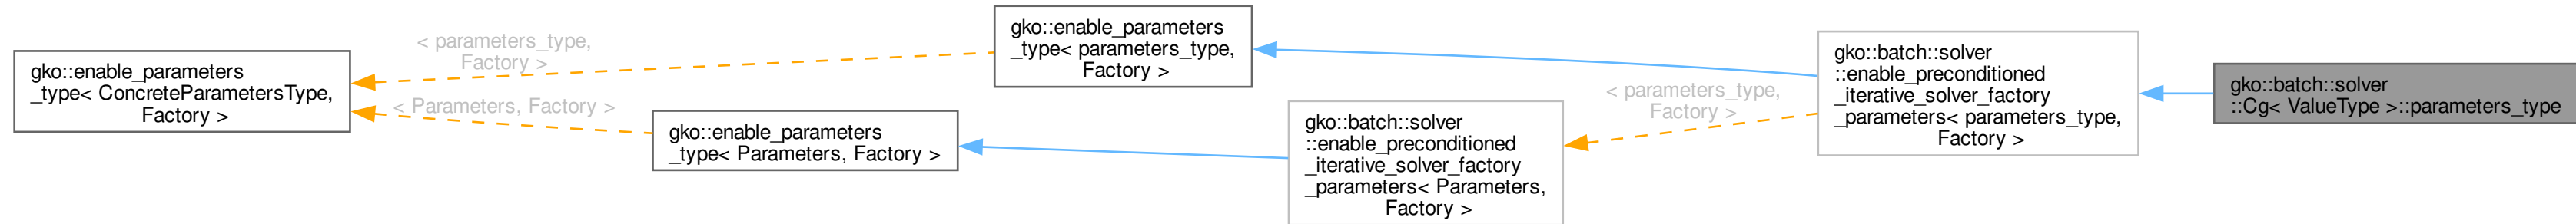 gko::enable_parameters
_type< ConcreteParametersType,
Factory >
< parameters_type,
Factory >
< Parameters, Factory >
gko::enable_parameters
_type< Parameters, Factory >
gko::enable_parameters
_type< parameters_type,
Factory >
gko::batch::solver
::enable_preconditioned
_iterative_solver_factory
_parameters< Parameters,
Factory >
< parameters_type,
Factory >
gko::batch::solver
::enable_preconditioned
_iterative_solver_factory
_parameters< parameters_type,
Factory >
gko::batch::solver
::Cg< ValueType >::parameters_type